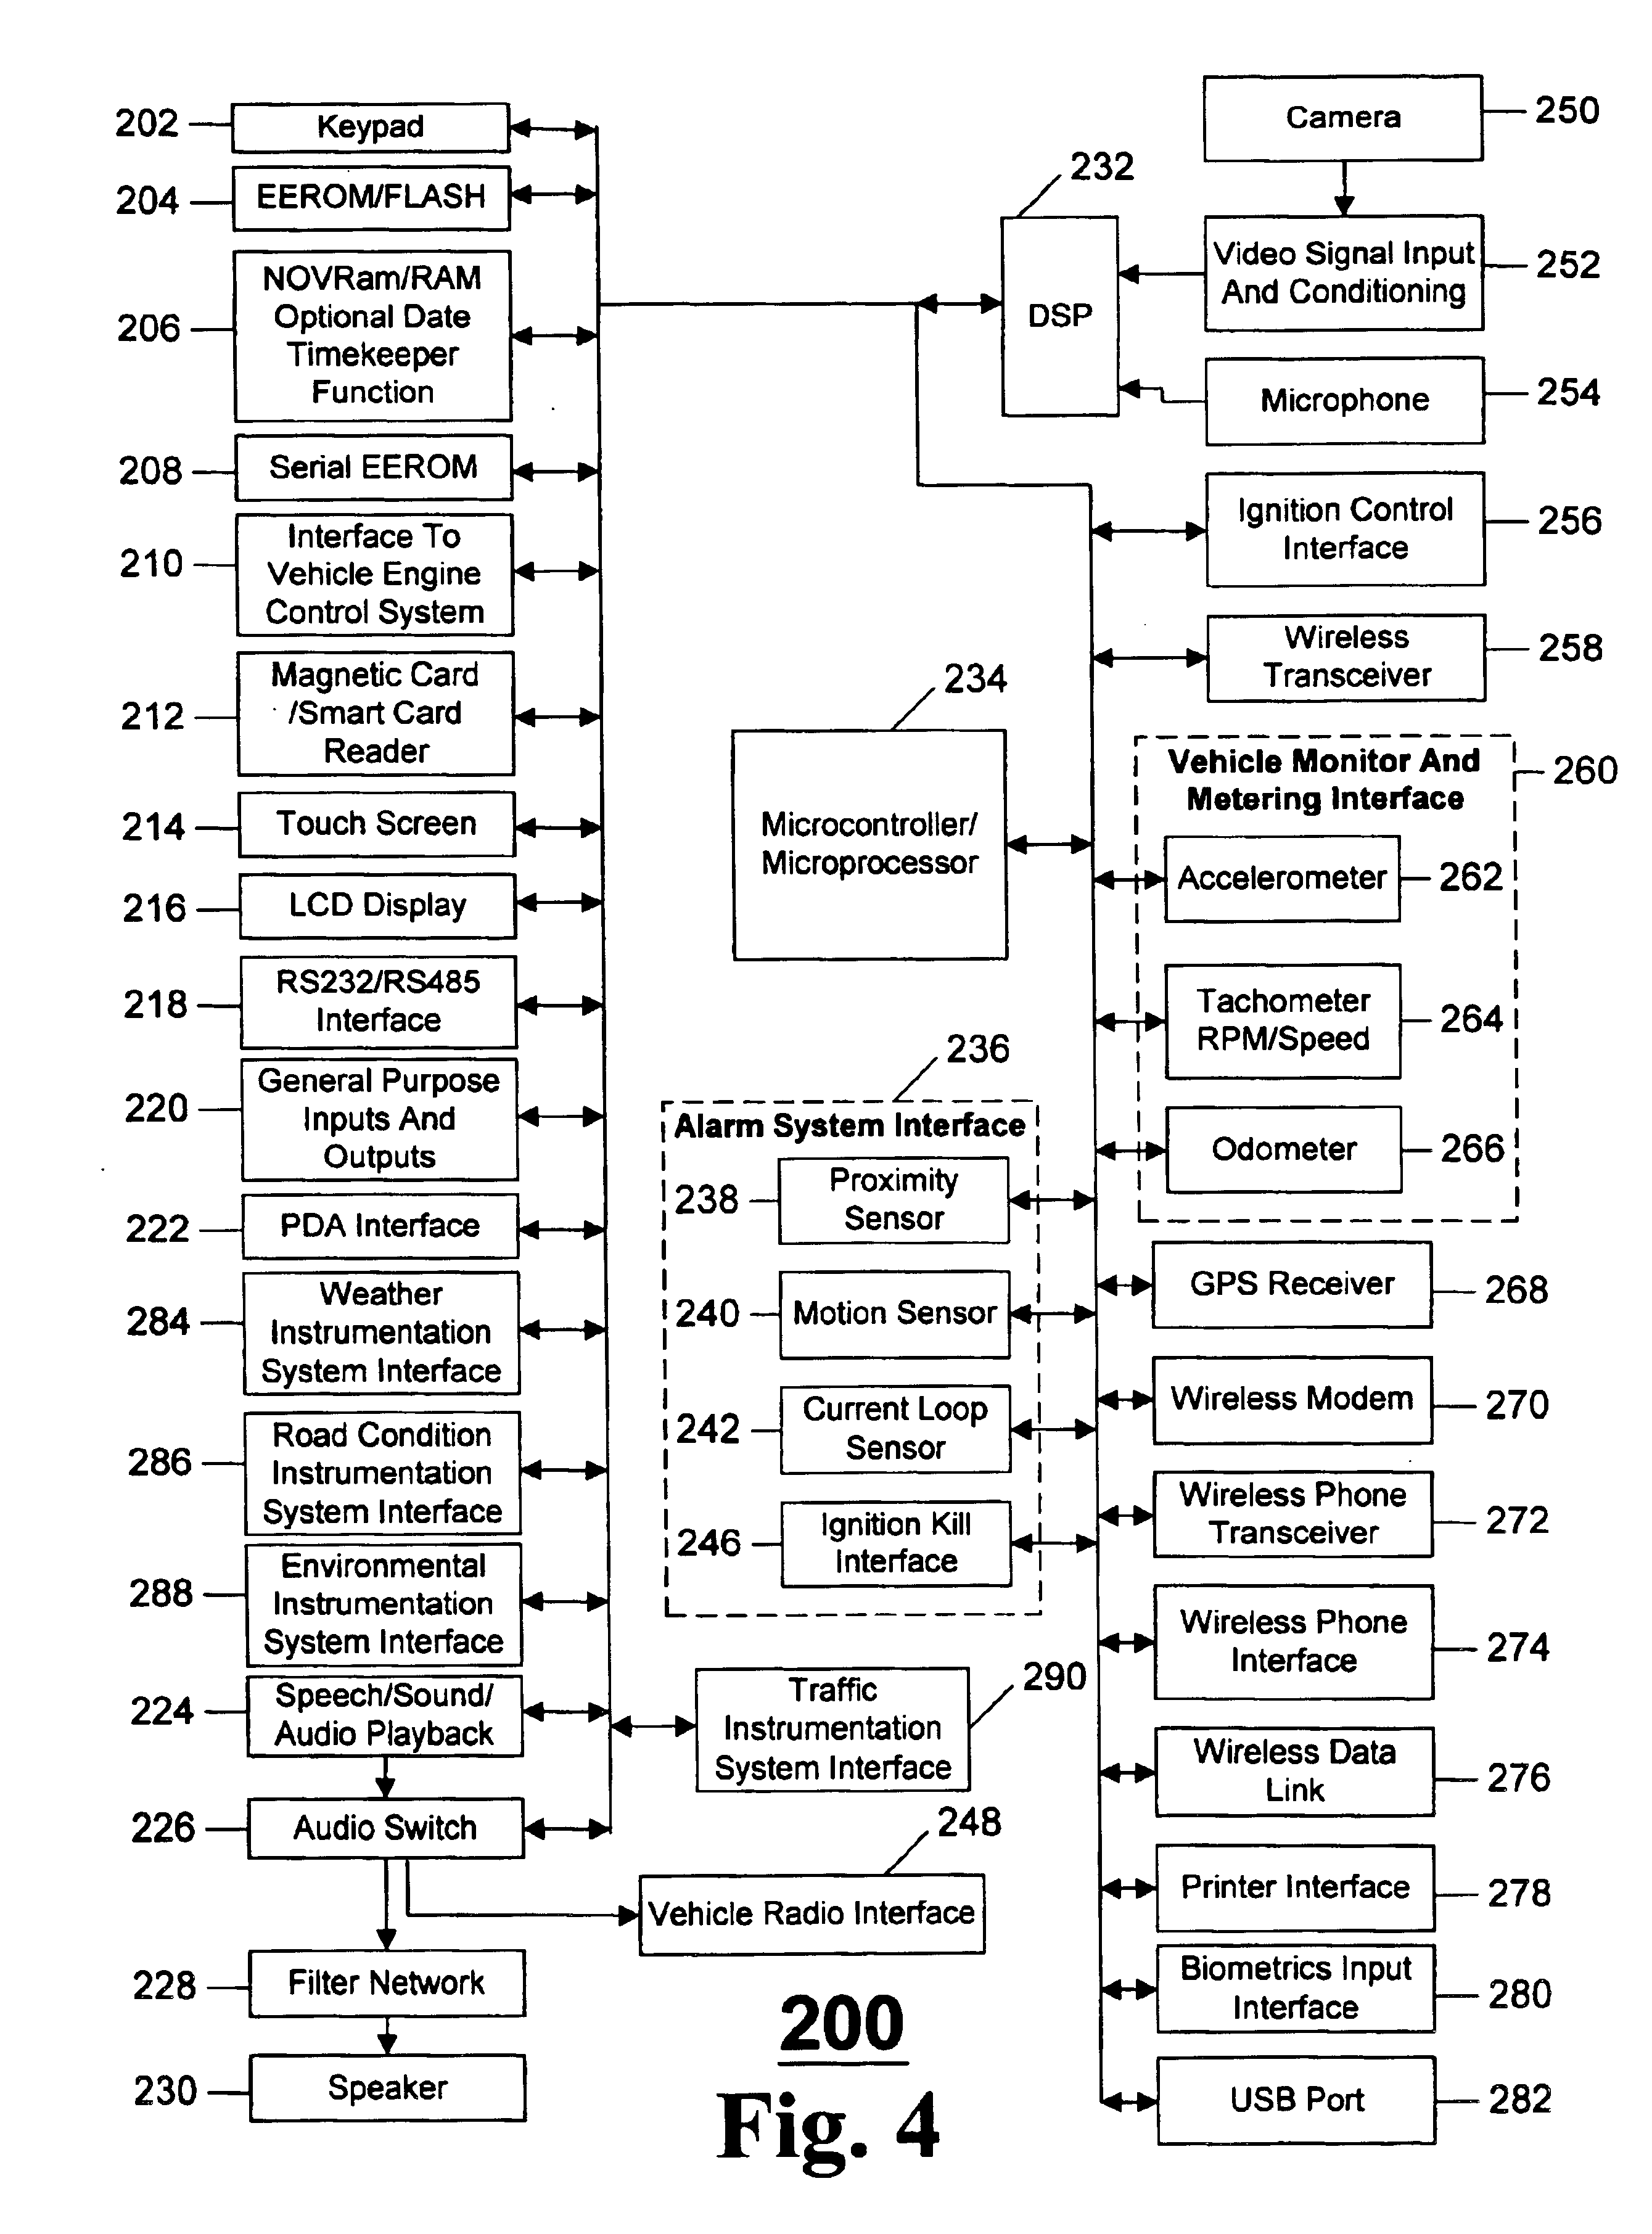 202
Keypad
204
EEROM/FLASH
206
NOVRam/RAM
Optional Date
Timekeeper
Function
208
Serial EEROM
210
Interface To
Vehicle Engine
Control System
212
Magnetic Card
/Smart Card
Reader
214
Touch Screen
216
LCD Display
218
RS232/RS485
Interface
220
General Purpose
Inputs And
Outputs
222
PDA Interface
284
Weather
Instrumentation
System Interface
286
Road Condition
Instrumentation
System Interface
288
Environmental
Instrumentation
System Interface
224
Speech/Sound/
Audio Playback
226
Audio Switch
228
Filter Network
230
Speaker
232
DSP
234
Microcontroller/
Microprocessor
236
Alarm System Interface
238
Proximity
Sensor
240
Motion Sensor
242
Current Loop
Sensor
246
Ignition Kill
Interface
290
Traffic
Instrumentation
System Interface
248
Vehicle Radio Interface
Camera
250
Video Signal Input
And Conditioning
252
Microphone
254
Ignition Control
Interface
256
Wireless
Transceiver
258
Vehicle Monitor And
Metering Interface
260
Accelerometer
262
Tachometer
RPM/Speed
264
Odometer
266
GPS Receiver
268
Wireless Modem
270
Wireless Phone
Transceiver
272
Wireless Phone
Interface
274
Wireless Data
Link
276
Printer Interface
278
Biometrics Input
Interface
280
USB Port
282
200
Fig. 4